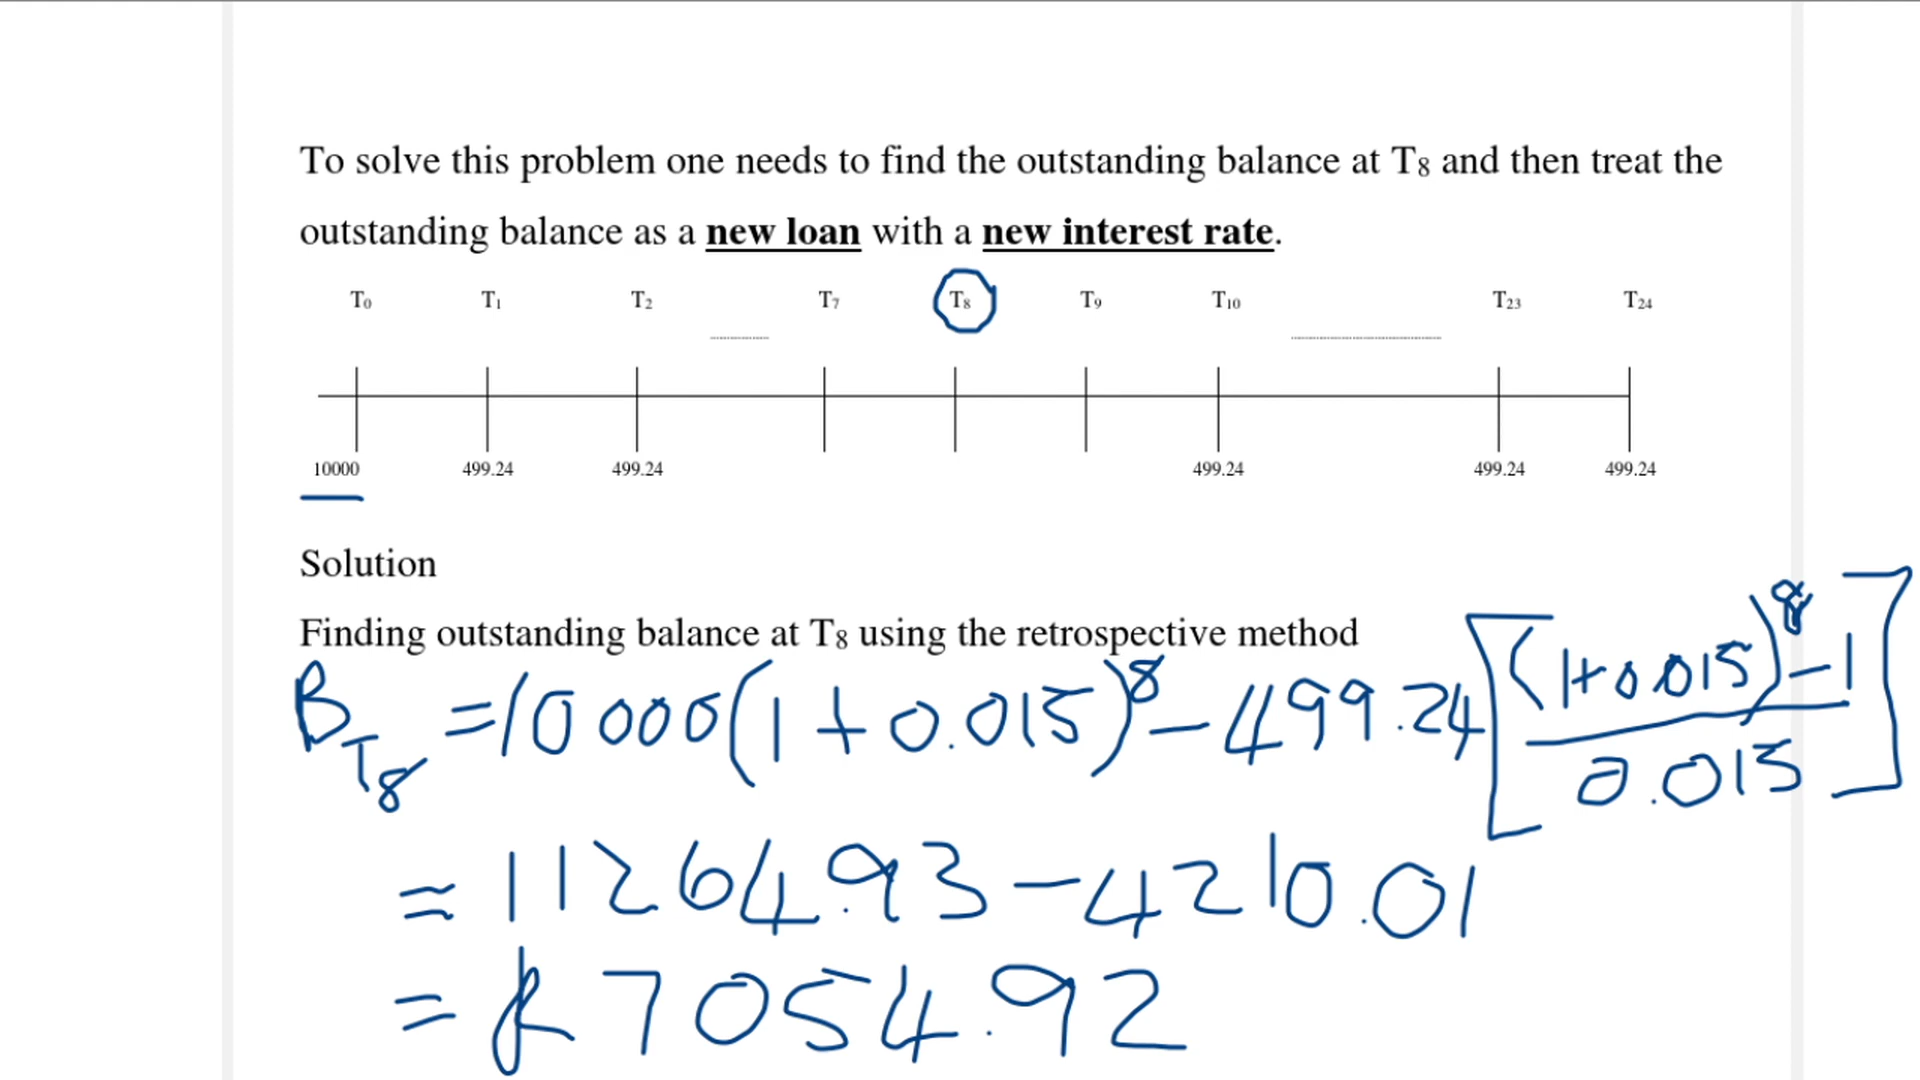 To solve this problem one needs to find the outstanding balance at T8 and then treat the
outstanding balance as a new loan with a new interest rate.
T0 T1 T2 T7 T8 T9 T10 T23 T24
10000 499.24 499.24 499.24 499.24 499.24
Solution
Finding outstanding balance at T8 using the retrospective method
B_T8 = 10000(1+0.015)^8 - 499.24[((1+0.015)^8 - 1)/0.015]
= 11264.93 - 4210.01
= R7054.92